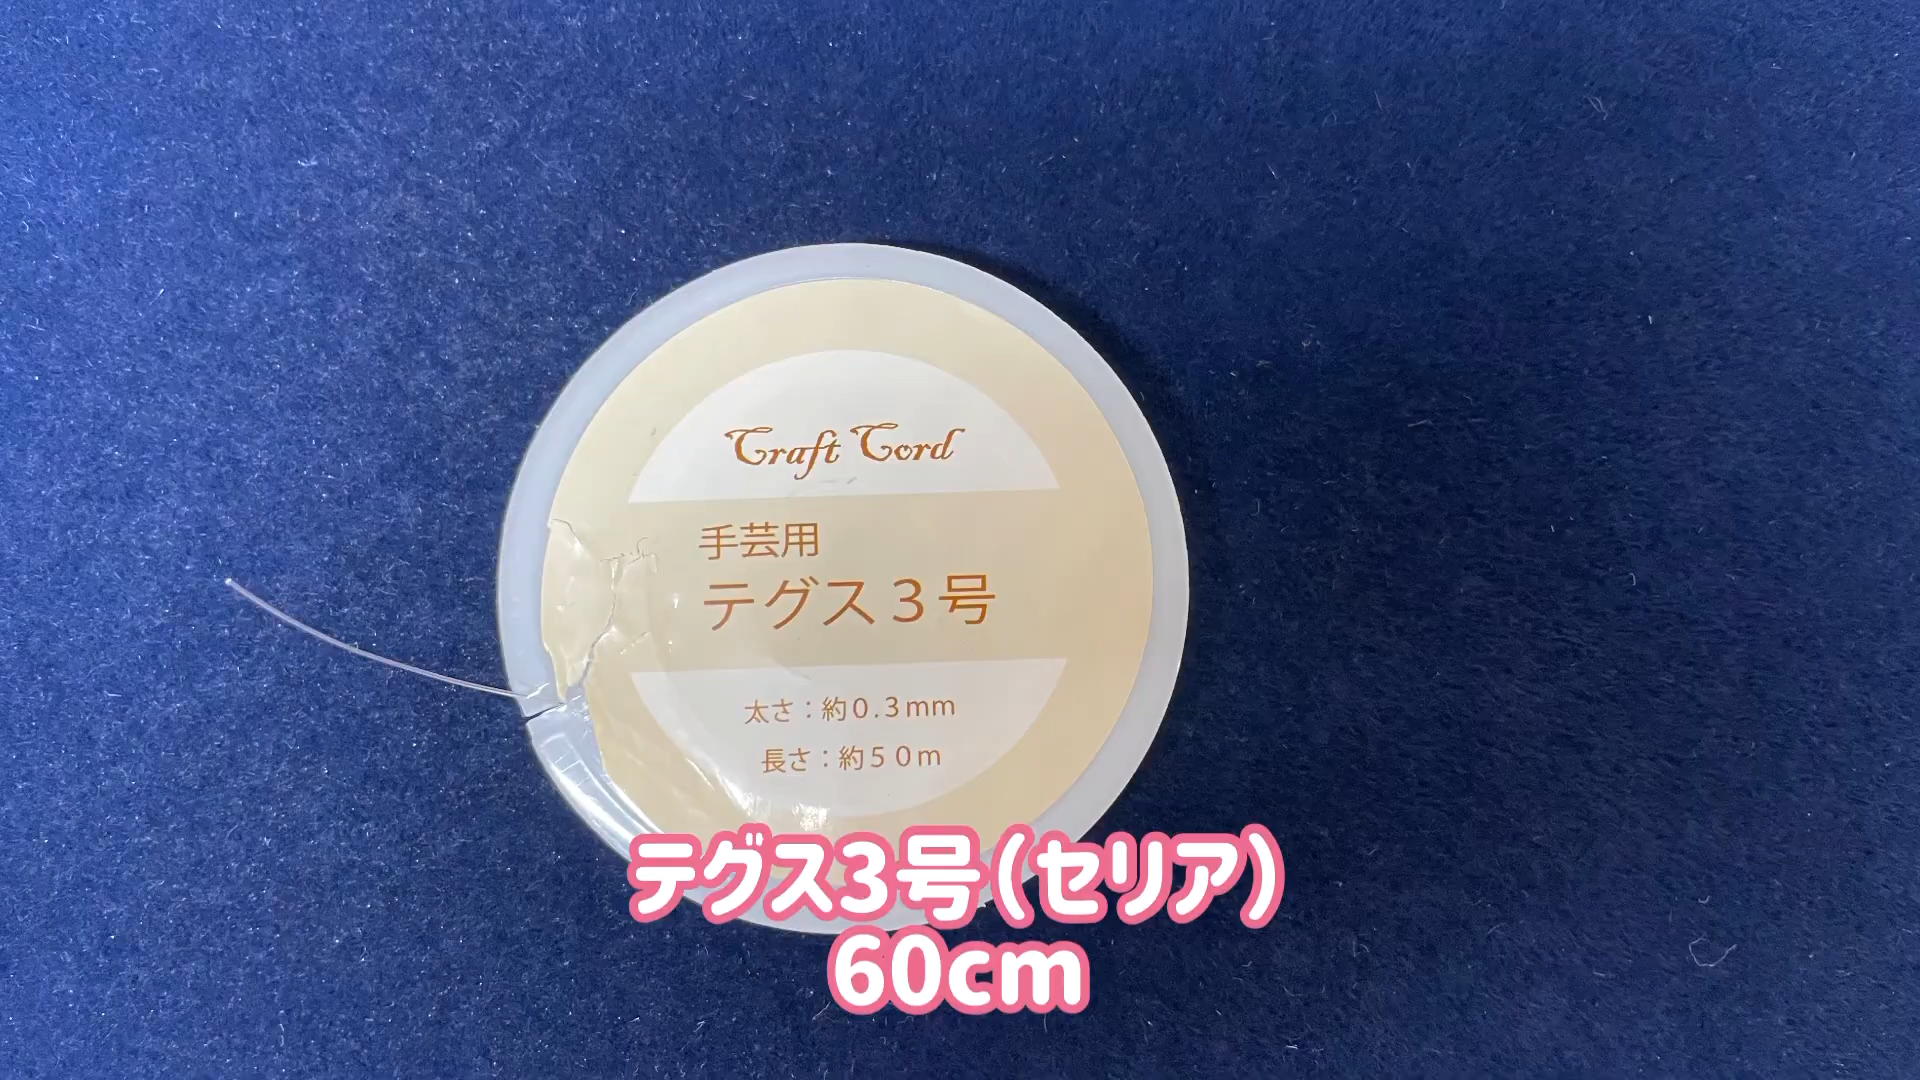 Craft Cord
手芸用
テグス3号
太さ：約0.3mm
長さ：約50m
テグス3号(セリア)
60cm